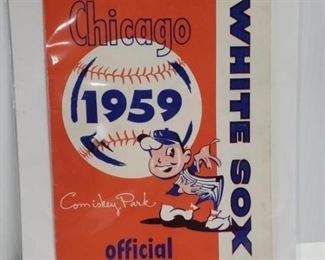 Chicago
1959
Comiskey Park
official
WHITE SOX